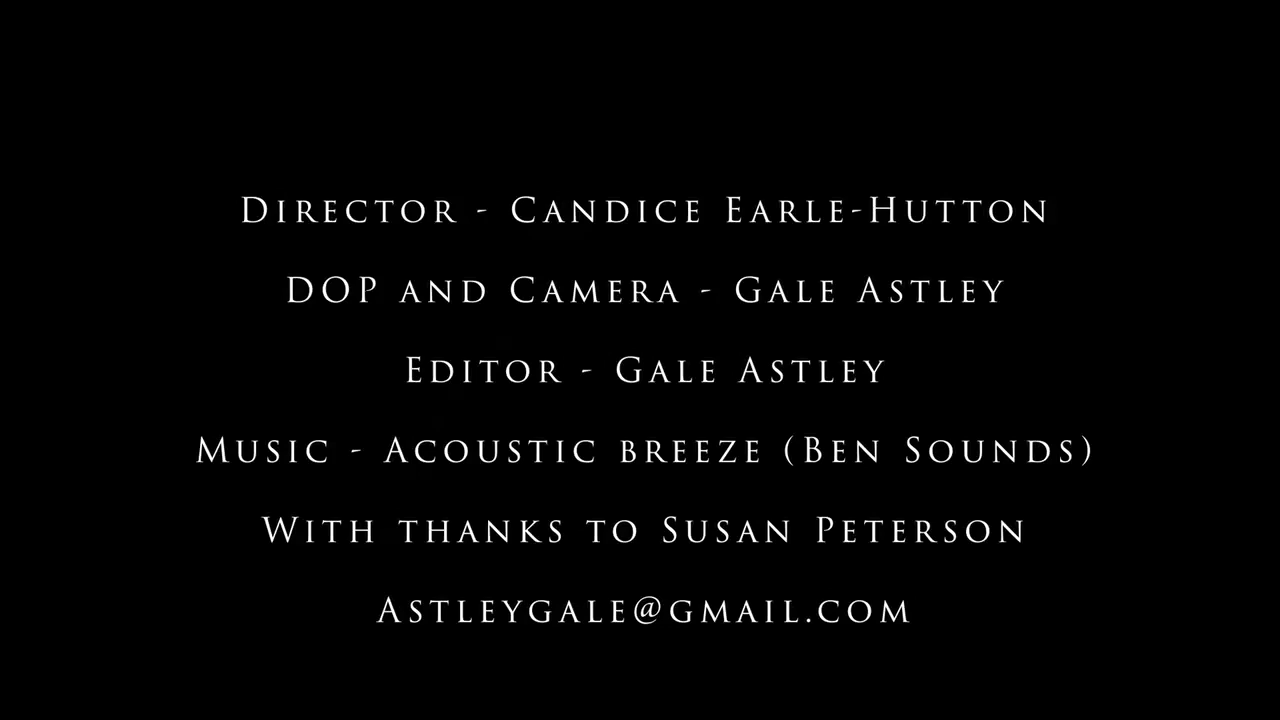 Director - Candice Earle-Hutton
DOP and Camera - Gale Astley
Editor - Gale Astley
Music - Acoustic breeze (Ben Sounds)
With thanks to Susan Peterson
Astleygale@gmail.com